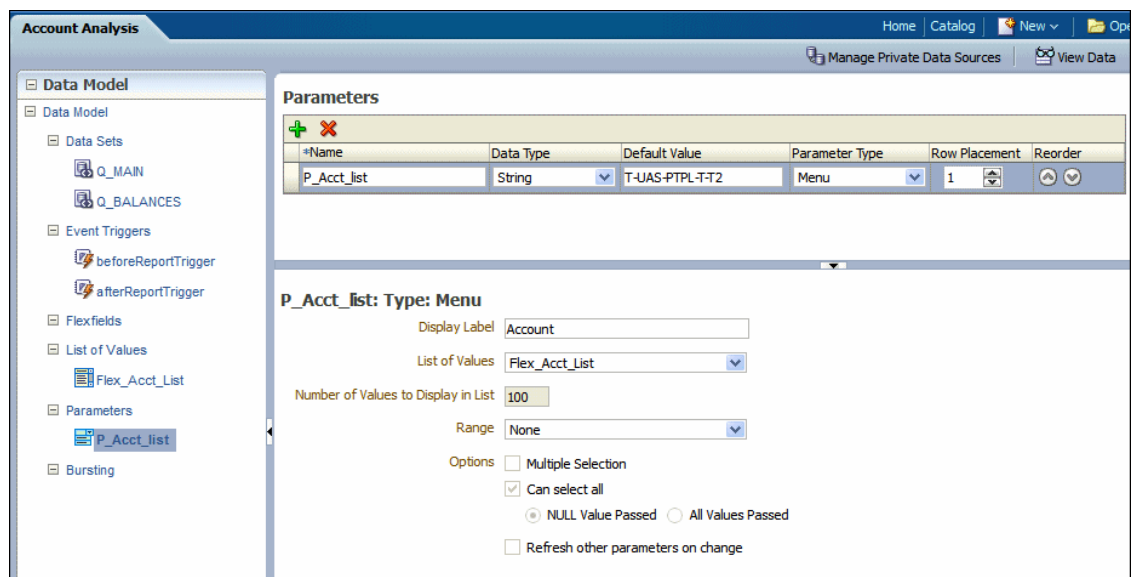 Account Analysis
Home Catalog New Ope
Manage Private Data Sources View Data
Data Model
Data Model
Data Sets
Q_MAIN
Q_BALANCES
Event Triggers
beforeReportTrigger
afterReportTrigger
Flexfields
List of Values
Flex_Acct_List
Parameters
P_Acct_list
Bursting
Parameters
*Name Data Type Default Value Parameter Type Row Placement Reorder
P_Acct_list String T-UAS-PTPL-T-T2 Menu 1
P_Acct_list: Type: Menu
Display Label Account
List of Values Flex_Acct_List
Number of Values to Display in List 100
Range None
Options Multiple Selection
Can select all
NULL Value Passed All Values Passed
Refresh other parameters on change